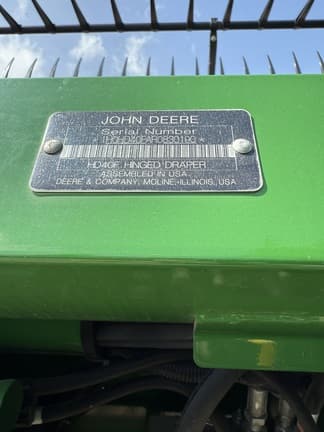 JOHN DEERE
Serial Number
HD40F HINGED DRAPER
ASSEMBLED IN USA
DEERE & COMPANY, MOLINE, ILLINOIS, USA